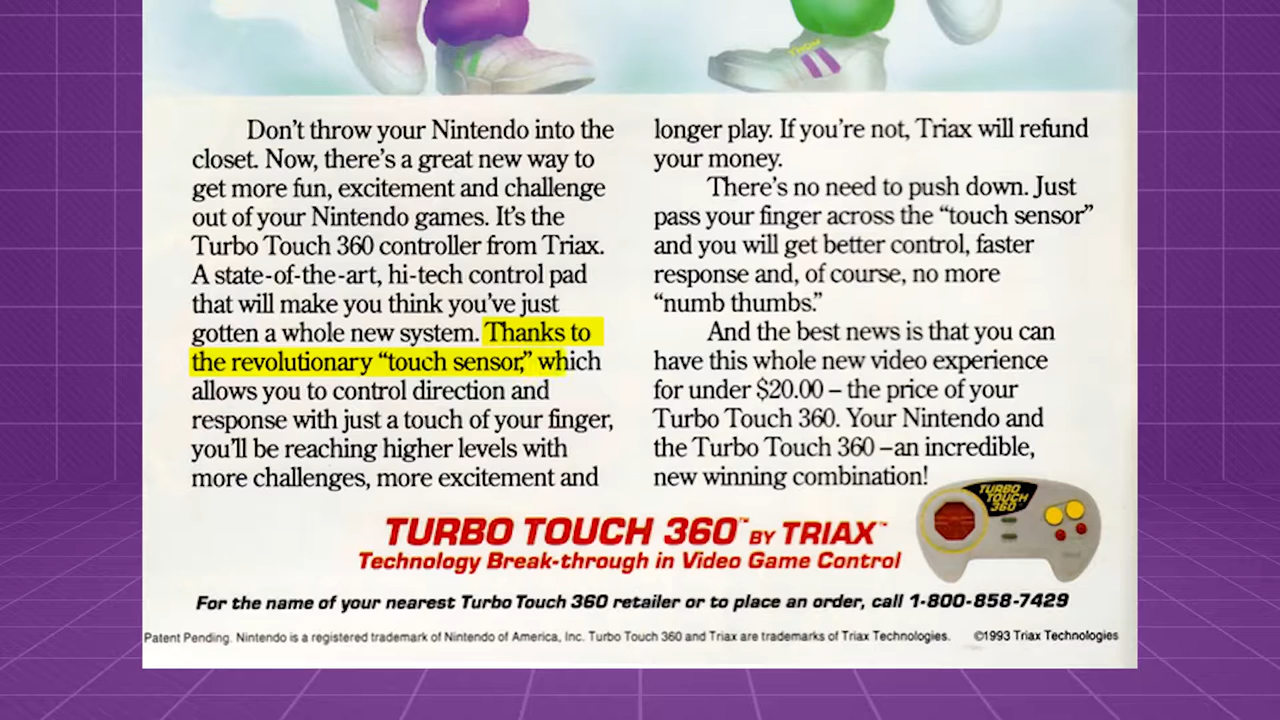 Don't throw your Nintendo into the
closet. Now, there's a great new way to
get more fun, excitement and challenge
out of your Nintendo games. It's the
Turbo Touch 360 controller from Triax.
A state-of-the-art, hi-tech control pad
that will make you think you've just
gotten a whole new system. Thanks to
the revolutionary “touch sensor,” which
allows you to control direction and
response with just a touch of your finger,
you'll be reaching higher levels with
more challenges, more excitement and
longer play. If you're not, Triax will refund
your money.
There's no need to push down. Just
pass your finger across the “touch sensor”
and you will get better control, faster
response and, of course, no more
“numb thumbs.”
And the best news is that you can
have this whole new video experience
for under $20.00 – the price of your
Turbo Touch 360. Your Nintendo and
the Turbo Touch 360 –an incredible,
new winning combination!
TURBO
TOUCH
360
TURBO TOUCH 360™ BY TRIAX™
Technology Break-through in Video Game Control
For the name of your nearest Turbo Touch 360 retailer or to place an order, call 1-800-858-7429
Patent Pending. Nintendo is a registered trademark of Nintendo of America, Inc. Turbo Touch 360 and Triax are trademarks of Triax Technologies. ©1993 Triax Technologies